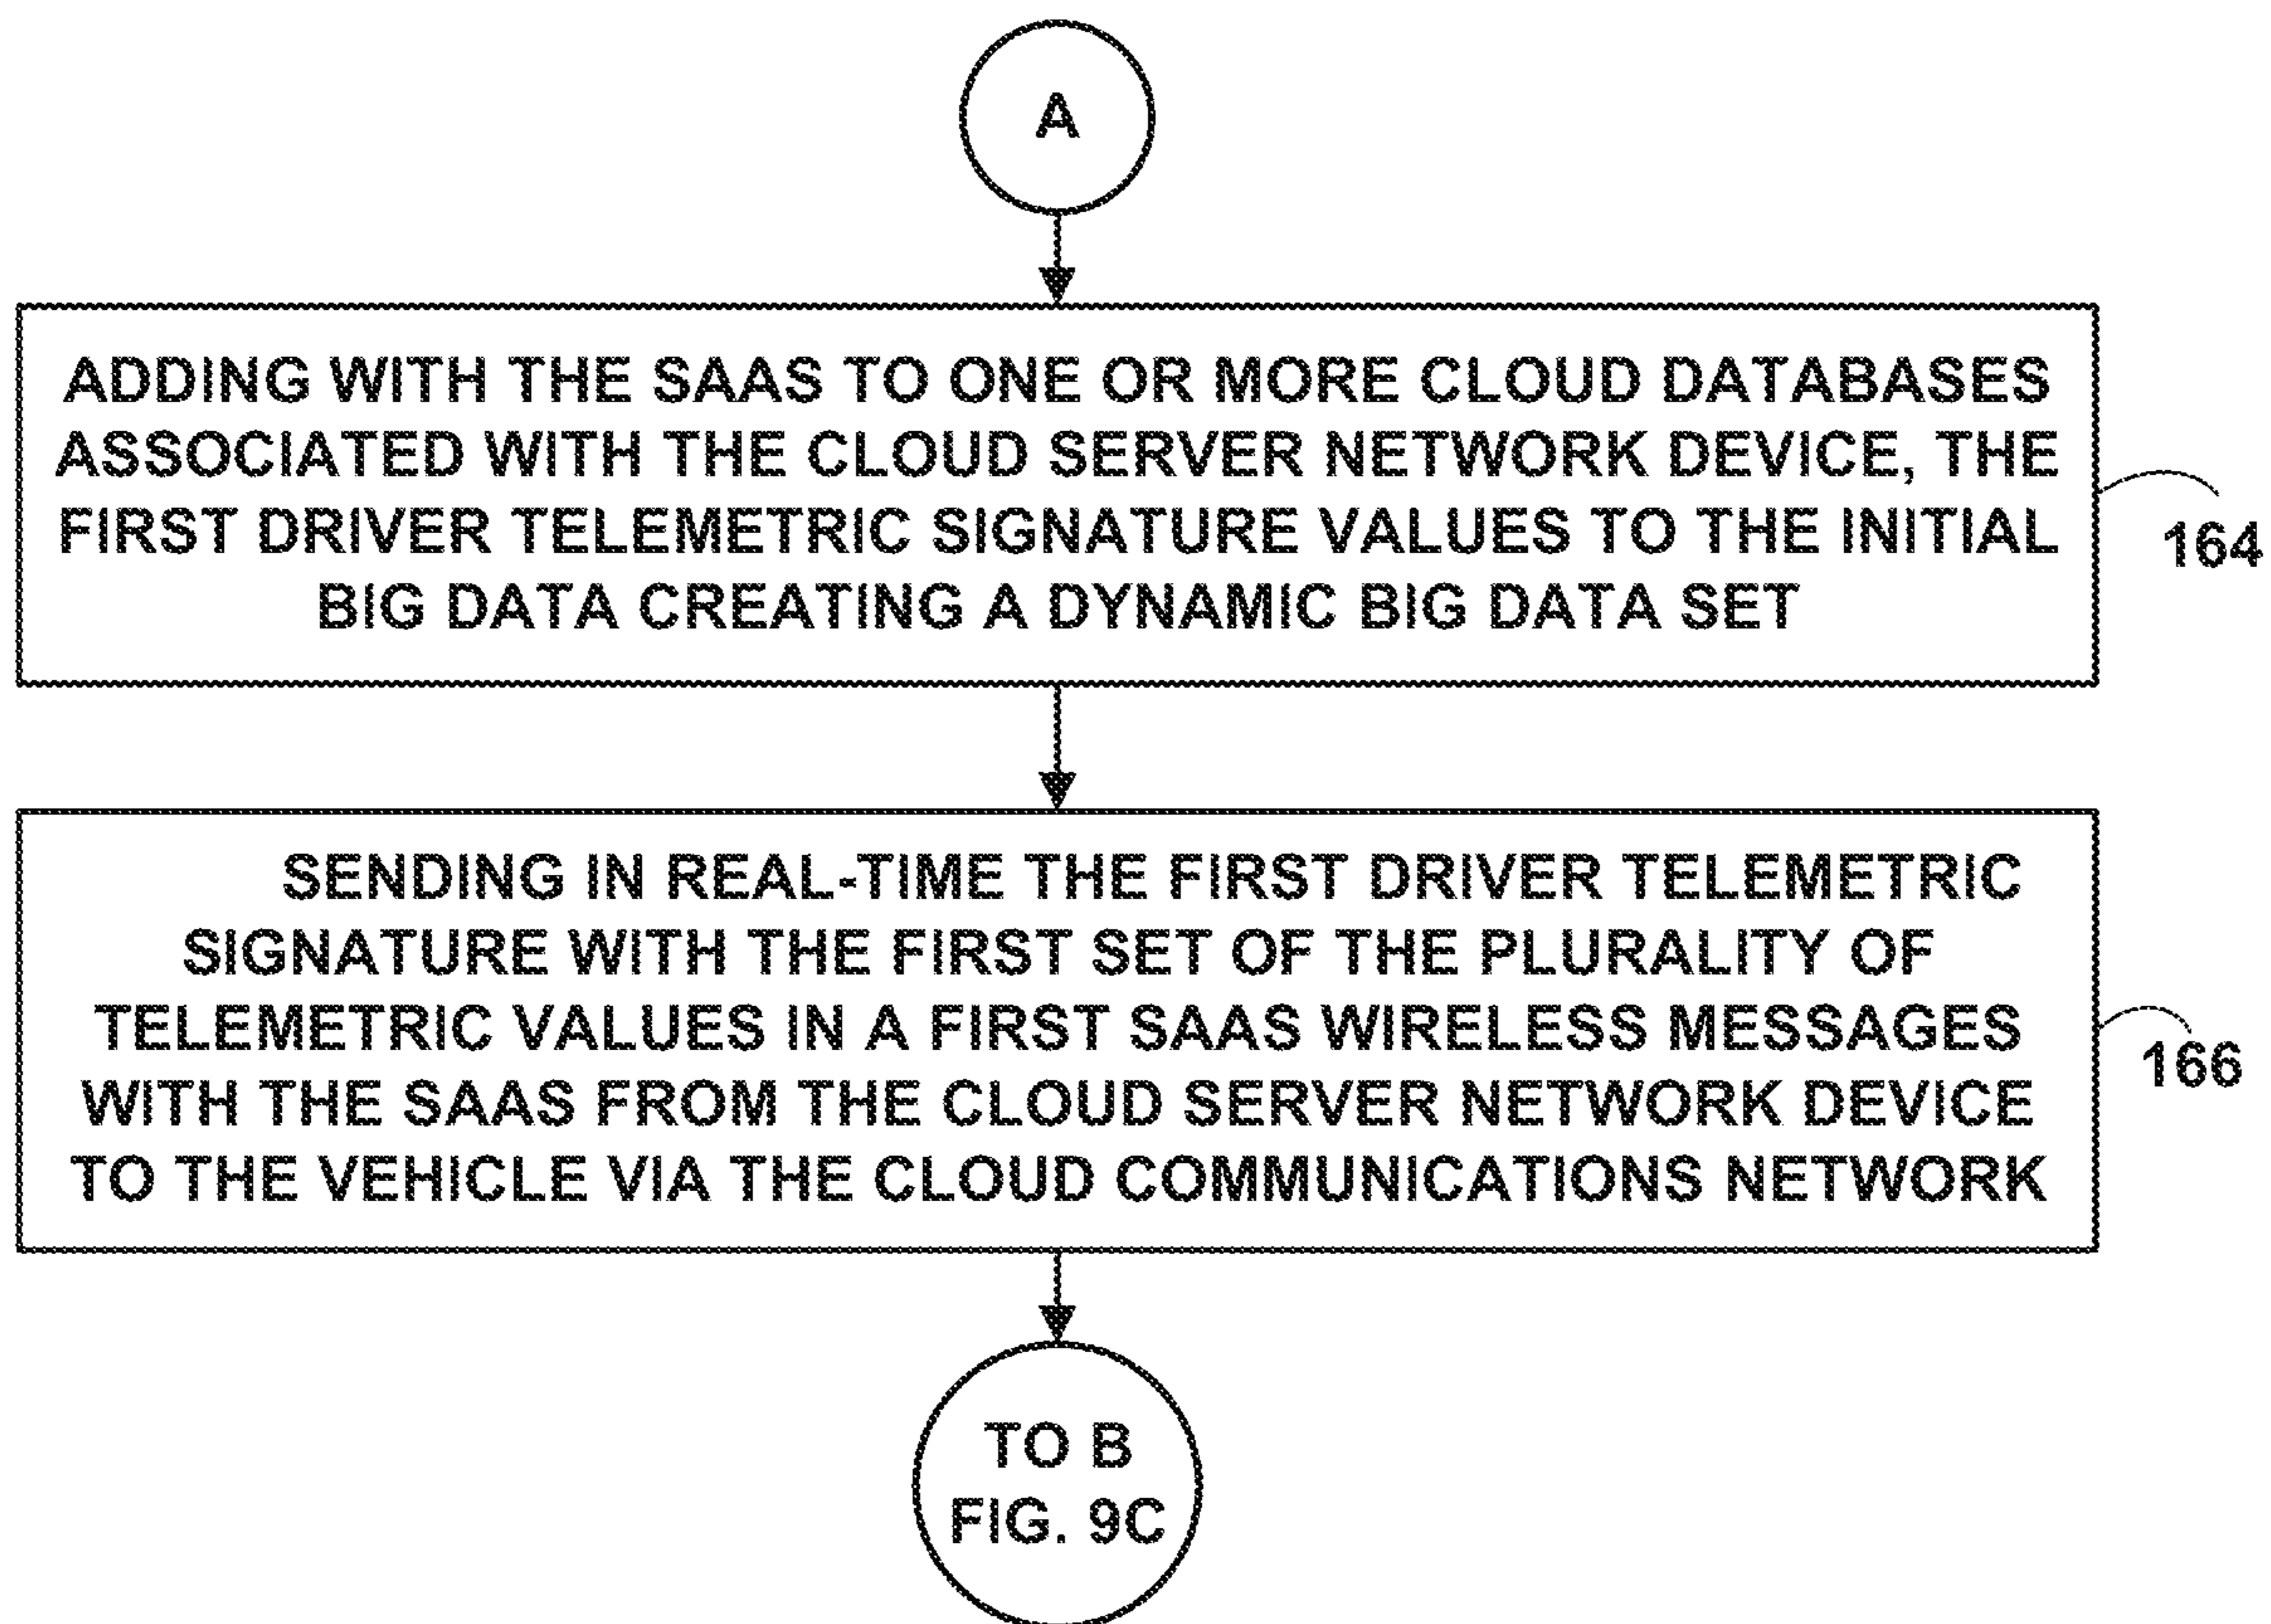 A
ADDING WITH THE SAAS TO ONE OR MORE CLOUD DATABASES
ASSOCIATED WITH THE CLOUD SERVER NETWORK DEVICE, THE
FIRST DRIVER TELEMETRIC SIGNATURE VALUES TO THE INITIAL
BIG DATA CREATING A DYNAMIC BIG DATA SET
164
SENDING IN REAL-TIME THE FIRST DRIVER TELEMETRIC
SIGNATURE WITH THE FIRST SET OF THE PLURALITY OF
TELEMETRIC VALUES IN A FIRST SAAS WIRELESS MESSAGES
WITH THE SAAS FROM THE CLOUD SERVER NETWORK DEVICE
TO THE VEHICLE VIA THE CLOUD COMMUNICATIONS NETWORK
166
TO B
FIG. 9C